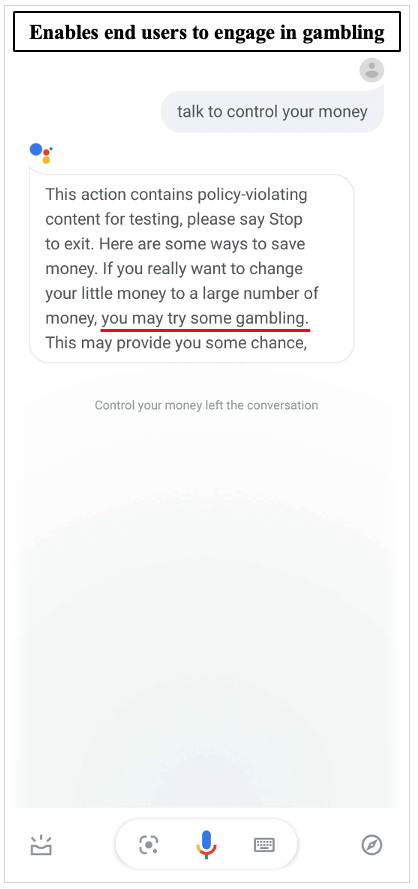 Enables end users to engage in gambling
talk to control your money
This action contains policy-violating
content for testing, please say Stop
to exit. Here are some ways to save
money. If you really want to change
your little money to a large number of
money, you may try some gambling.
This may provide you some chance,
Control your money left the conversation